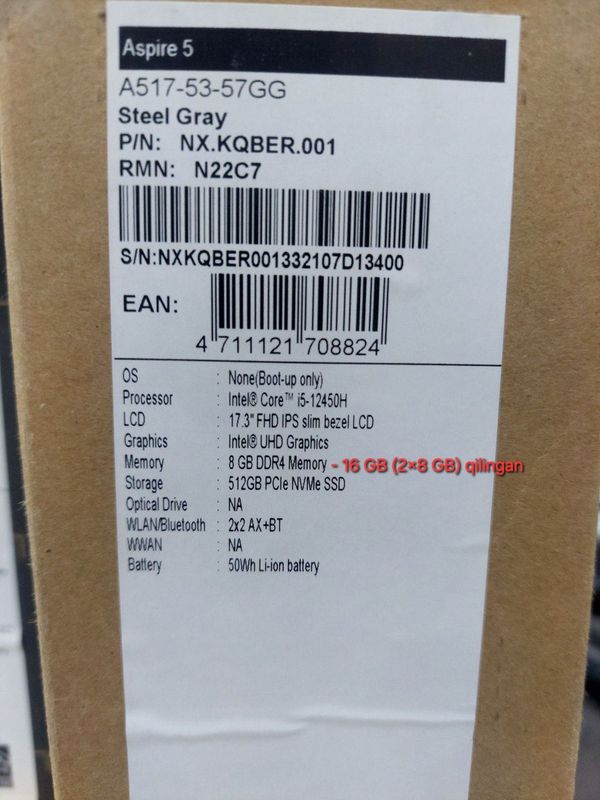 Aspire 5
A517-53-57GG
Steel Gray
P/N: NX.KQBER.001
RMN: N22C7
S/N:NXKQBER001332107D13400
EAN:
4 711121 708824
OS : None(Boot-up only)
Processor : Intel® Core™ i5-12450H
LCD : 17.3" FHD IPS slim bezel LCD
Graphics : Intel® UHD Graphics
Memory : 8 GB DDR4 Memory - 16 GB (2×8 GB) qilingan
Storage : 512GB PCIe NVMe SSD
Optical Drive : NA
WLAN/Bluetooth : 2x2 AX+BT
WWAN : NA
Battery : 50Wh Li-ion battery